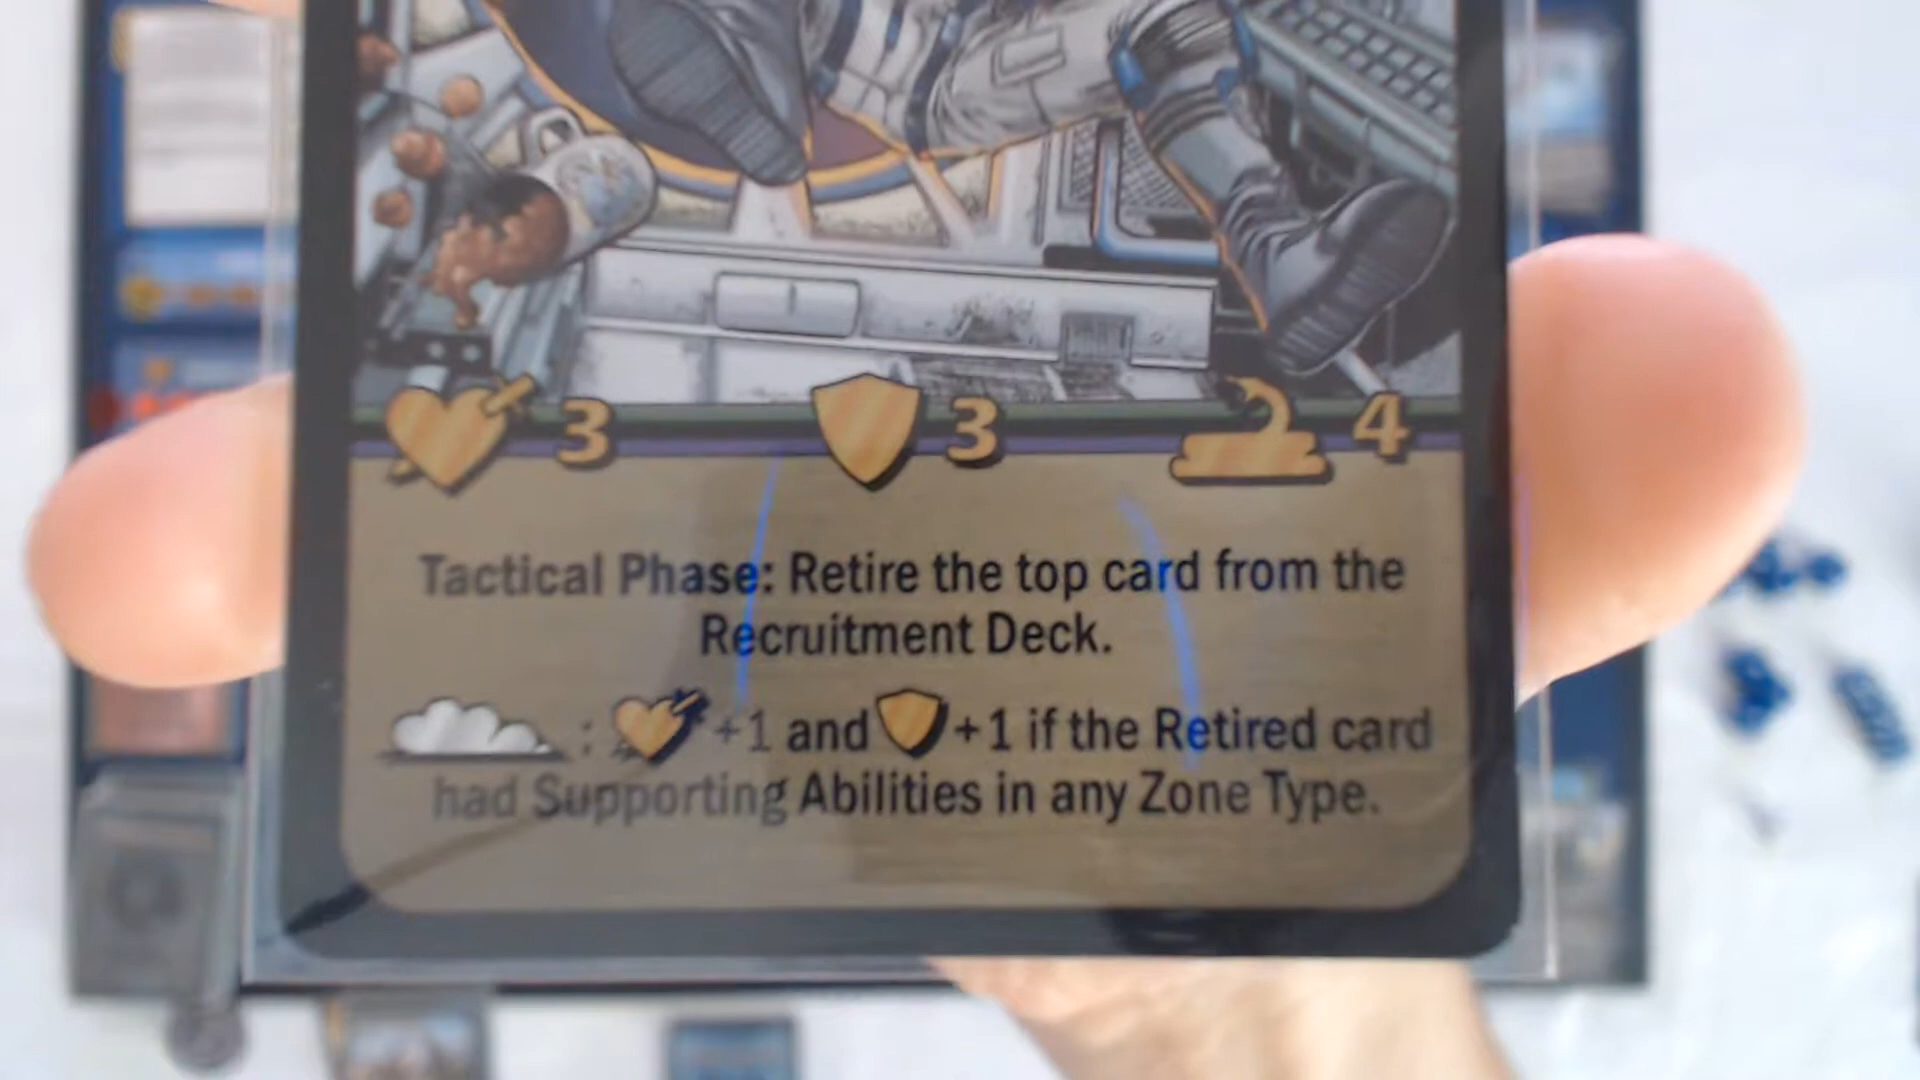 3 3 4
Tactical Phase: Retire the top card from the
Recruitment Deck.
: +1 and +1 if the Retired card
had Supporting Abilities in any Zone Type.